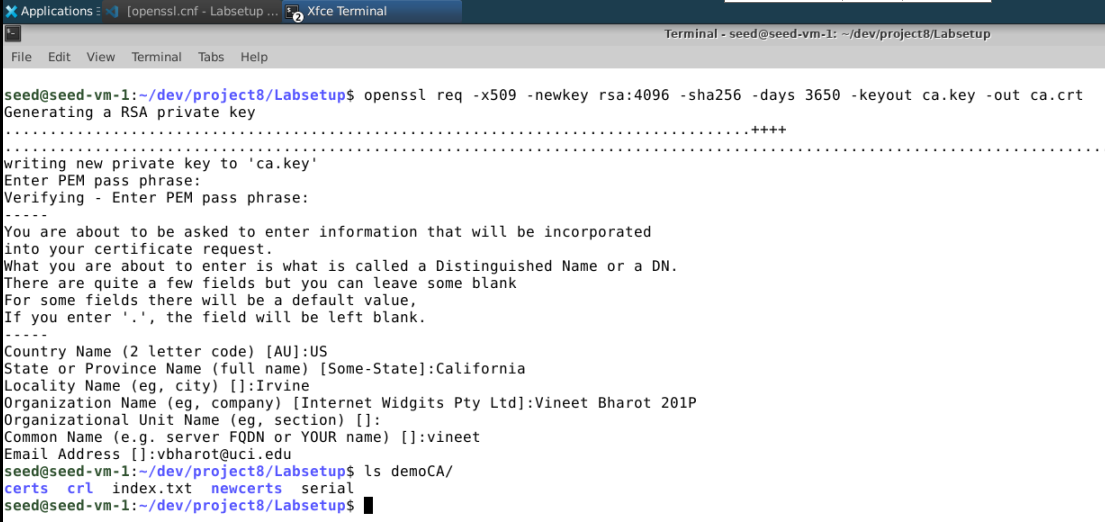 Applications
[openssl.cnf - Labsetup ...
2
Xfce Terminal
Terminal - seed@seed-vm-1: ~/dev/project8/Labsetup
File Edit View Terminal Tabs Help
seed@seed-vm-1:~/dev/project8/Labsetup$ openssl req -x509 -newkey rsa:4096 -sha256 -days 3650 -keyout ca.key -out ca.crt
Generating a RSA private key
...................................................................................++++
..........................................................................................................................
writing new private key to 'ca.key'
Enter PEM pass phrase:
Verifying - Enter PEM pass phrase:
-----
You are about to be asked to enter information that will be incorporated
into your certificate request.
What you are about to enter is what is called a Distinguished Name or a DN.
There are quite a few fields but you can leave some blank
For some fields there will be a default value,
If you enter '.', the field will be left blank.
-----
Country Name (2 letter code) [AU]:US
State or Province Name (full name) [Some-State]:California
Locality Name (eg, city) []:Irvine
Organization Name (eg, company) [Internet Widgits Pty Ltd]:Vineet Bharot 201P
Organizational Unit Name (eg, section) []:
Common Name (e.g. server FQDN or YOUR name) []:vineet
Email Address []:vbharot@uci.edu
seed@seed-vm-1:~/dev/project8/Labsetup$ ls demoCA/
certs crl index.txt newcerts serial
seed@seed-vm-1:~/dev/project8/Labsetup$